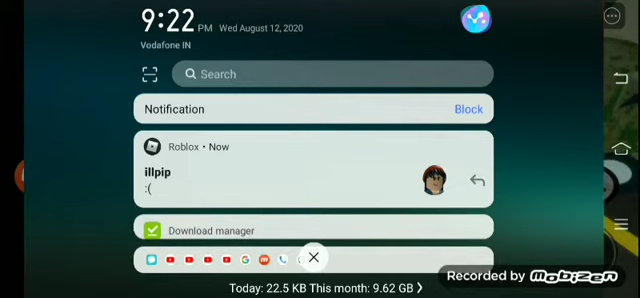 9:22 PM Wed August 12, 2020
Vodafone IN
Search
Notification Block
Roblox • Now
illpip
:(
Download manager
Recorded by Mobizen
Today: 22.5 KB This month: 9.62 GB ❯